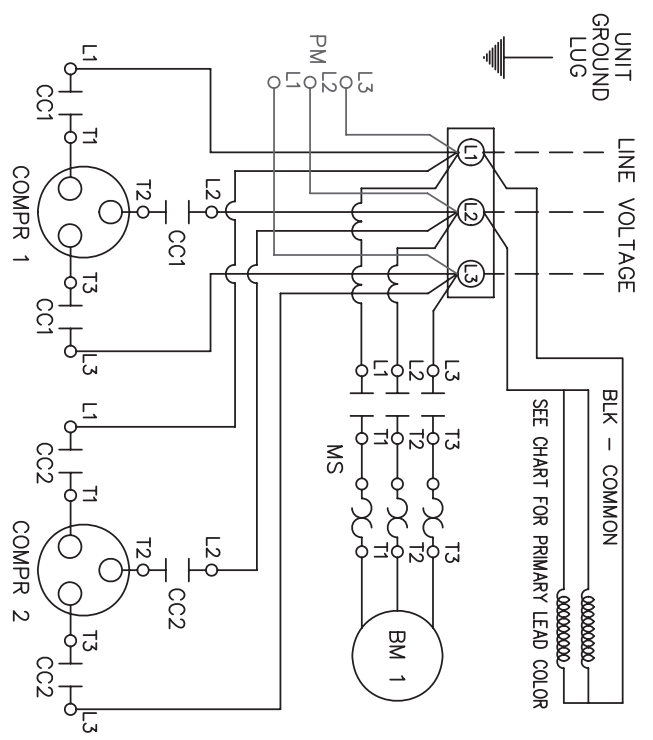 UNIT
GROUND
LUG
LINE VOLTAGE
L1
L2
L3
BLK - COMMON
SEE CHART FOR PRIMARY LEAD COLOR
PM
L3
L2
L1
L3
L2
L1
T3
T2
T1
MS
T3
T2
T1
BM 1
L1
CC1
T1
L2
CC1
T2
T3
CC1
L3
COMPR 1
L1
CC2
T1
L2
CC2
T2
T3
CC2
L3
COMPR 2